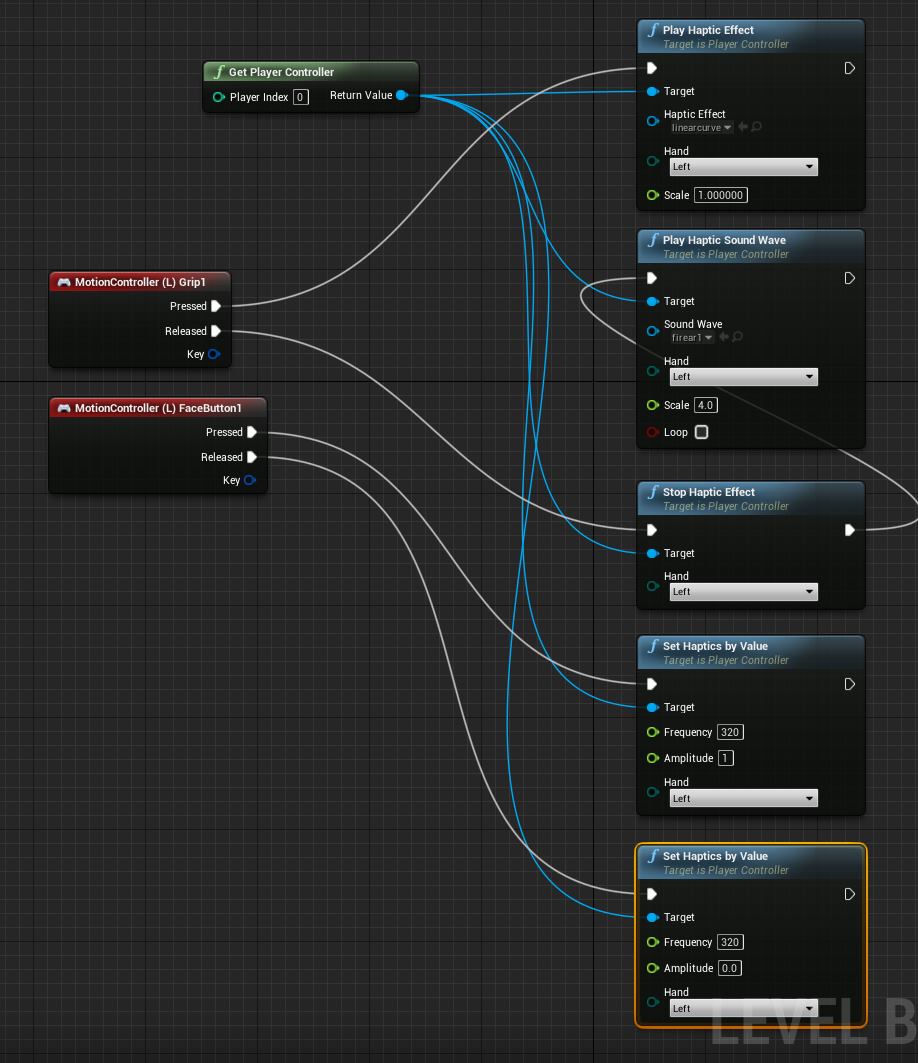 Play Haptic Effect
Target is Player Controller
Target
Haptic Effect
linearcurve
Hand
Left
Scale 1.000000
Get Player Controller
Player Index 0 Return Value
Play Haptic Sound Wave
Target is Player Controller
Target
Sound Wave
firear1
Hand
Left
Scale 4.0
Loop
MotionController (L) Grip1
Pressed
Released
Key
MotionController (L) FaceButton1
Pressed
Released
Key
Stop Haptic Effect
Target is Player Controller
Target
Hand
Left
Set Haptics by Value
Target is Player Controller
Target
Frequency 320
Amplitude 1
Hand
Left
Set Haptics by Value
Target is Player Controller
Target
Frequency 320
Amplitude 0.0
Hand
Left
LEVEL B